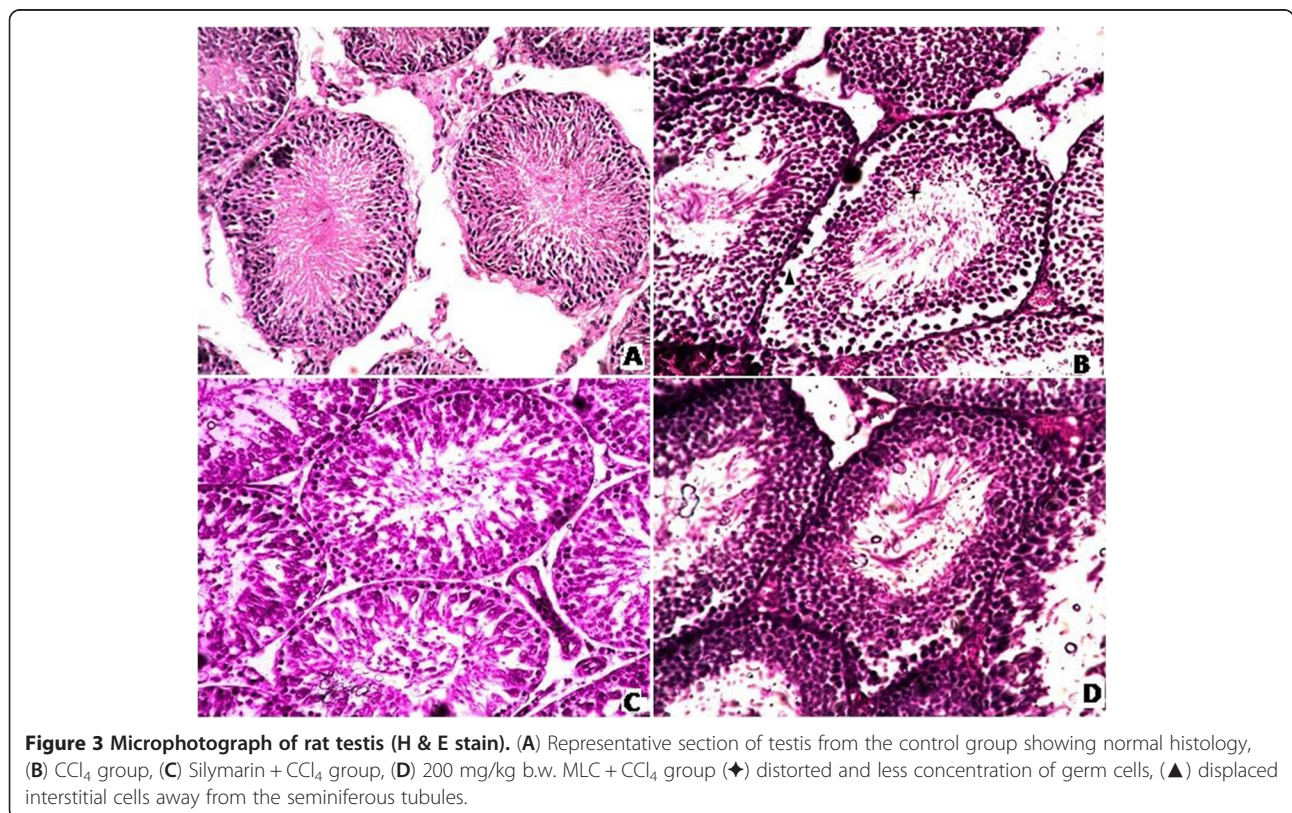 A
B
C
D
Figure 3 Microphotograph of rat testis (H & E stain). (A) Representative section of testis from the control group showing normal histology,
(B) CCl₄ group, (C) Silymarin + CCl₄ group, (D) 200 mg/kg b.w. MLC + CCl₄ group (✦) distorted and less concentration of germ cells, (▲) displaced
interstitial cells away from the seminiferous tubules.